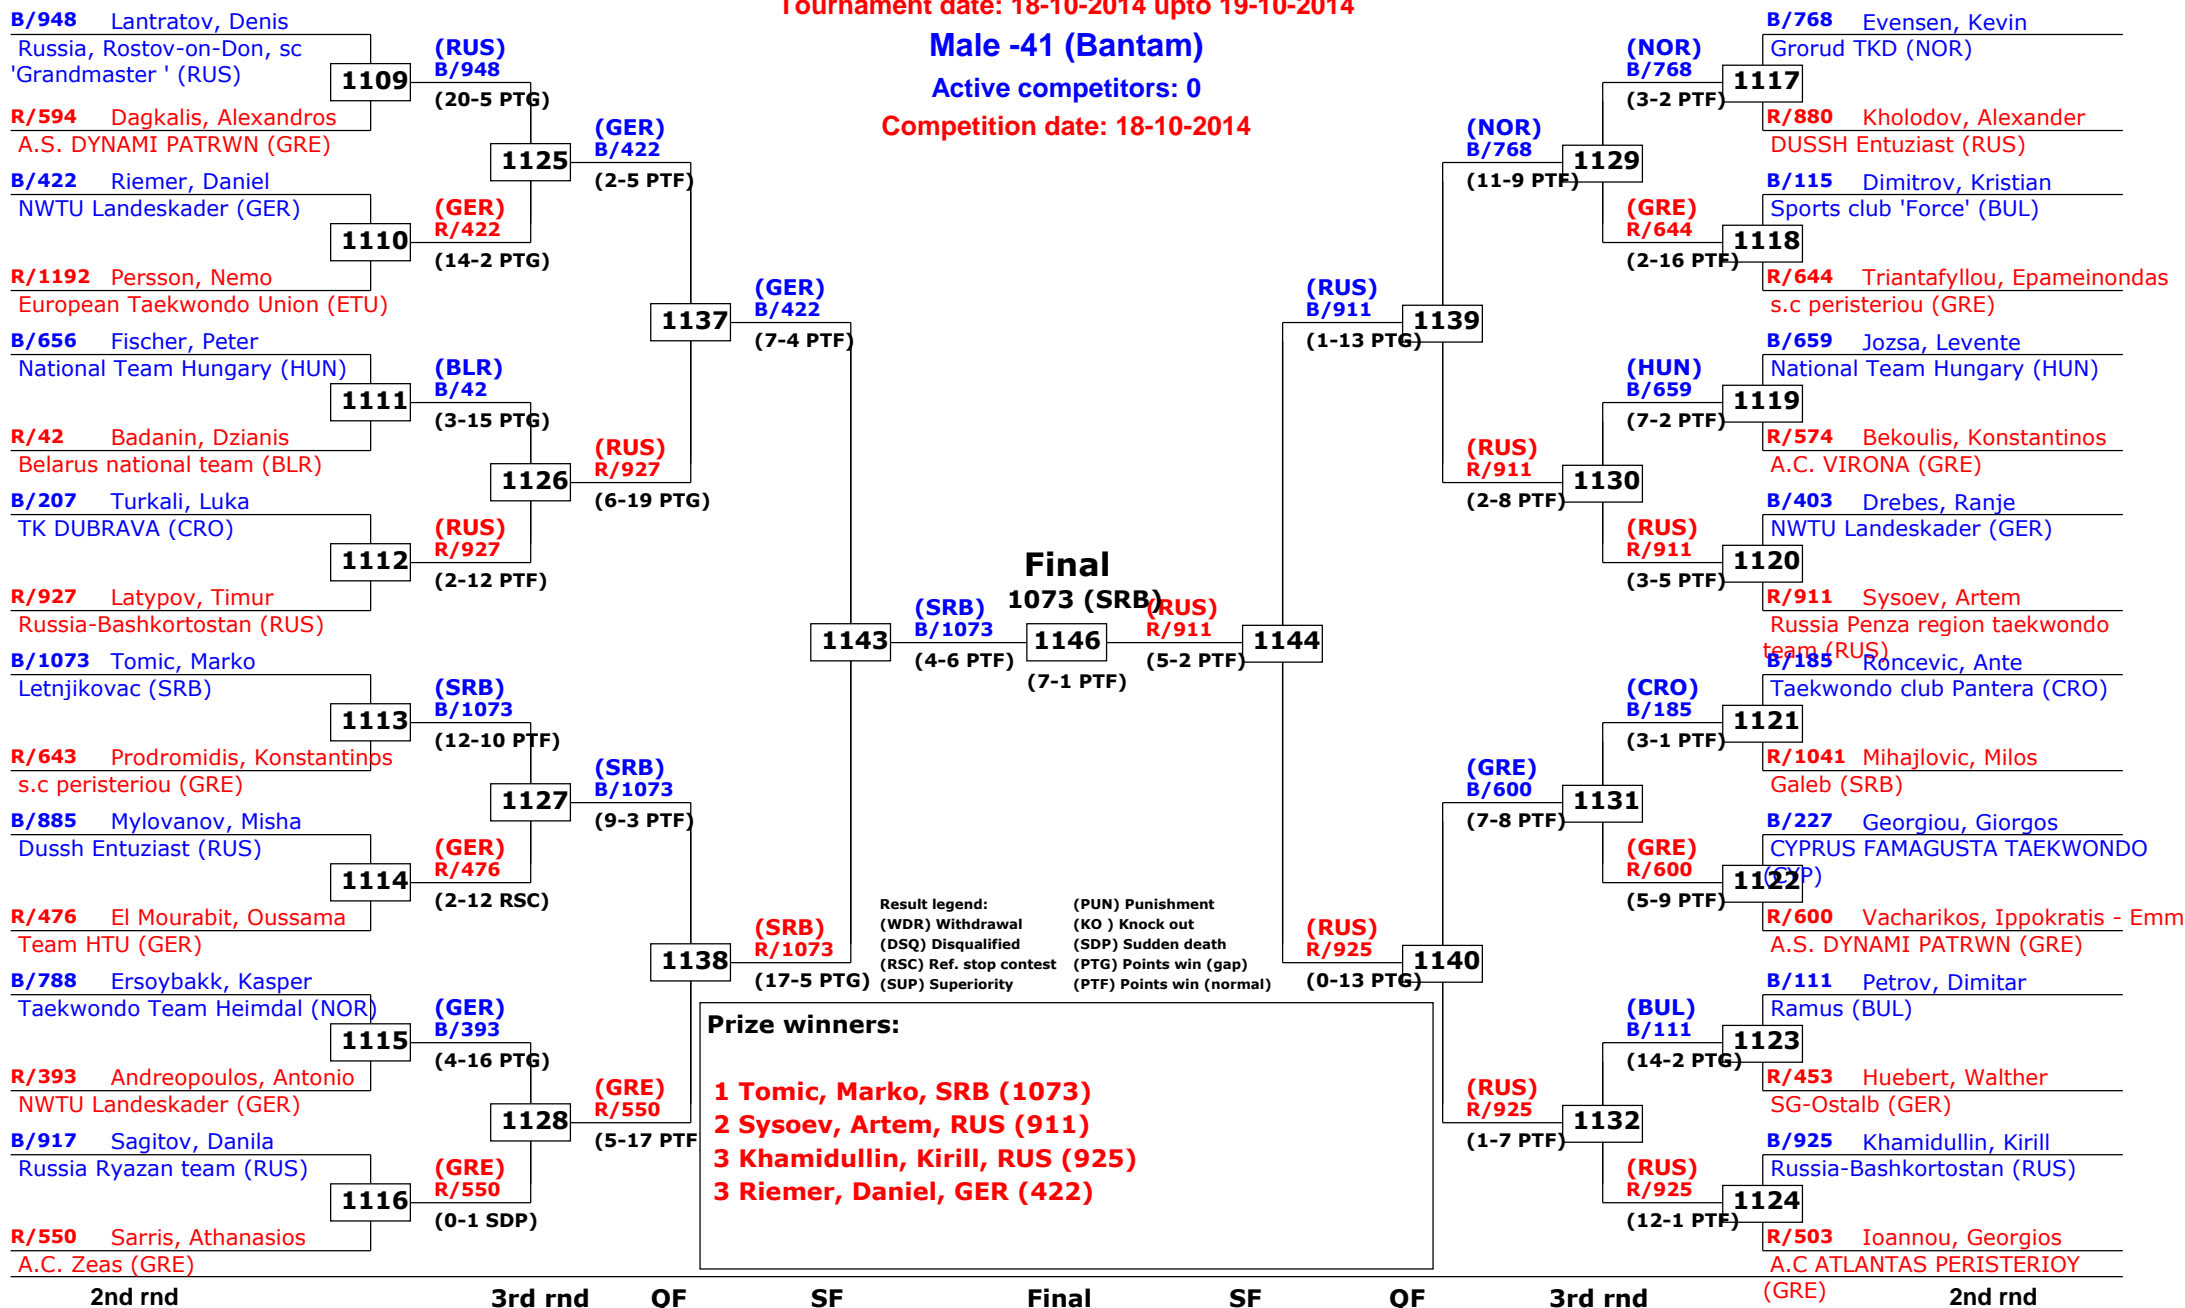 Tournament date: 18-10-2014 upto 19-10-2014
Male -41 (Bantam)
Active competitors: 0
Competition date: 18-10-2014
B/948 Lantratov, Denis
Russia, Rostov-on-Don, sc
'Grandmaster ' (RUS)
1109
R/594 Dagkalis, Alexandros
A.S. DYNAMI PATRWN (GRE)
B/422 Riemer, Daniel
NWTU Landeskader (GER)
1110
R/1192 Persson, Nemo
European Taekwondo Union (ETU)
B/656 Fischer, Peter
National Team Hungary (HUN)
1111
R/42 Badanin, Dzianis
Belarus national team (BLR)
B/207 Turkali, Luka
TK DUBRAVA (CRO)
1112
R/927 Latypov, Timur
Russia-Bashkortostan (RUS)
B/1073 Tomic, Marko
Letnjikovac (SRB)
1113
R/643 Prodromidis, Konstantinos
s.c peristeriou (GRE)
B/885 Mylovanov, Misha
Dussh Entuziast (RUS)
1114
R/476 El Mourabit, Oussama
Team HTU (GER)
B/788 Ersoybakk, Kasper
Taekwondo Team Heimdal (NOR)
1115
R/393 Andreopoulos, Antonio
NWTU Landeskader (GER)
B/917 Sagitov, Danila
Russia Ryazan team (RUS)
1116
R/550 Sarris, Athanasios
A.C. Zeas (GRE)
(RUS)
B/948
(20-5 PTG)
1125
(GER)
R/422
(14-2 PTG)
(BLR)
B/42
(3-15 PTG)
1126
(RUS)
R/927
(2-12 PTF)
(SRB)
B/1073
(12-10 PTF)
1127
(GER)
R/476
(2-12 RSC)
(GER)
B/393
(4-16 PTG)
1128
(GRE)
R/550
(0-1 SDP)
(GER)
B/422
(2-5 PTF)
1137
(RUS)
R/927
(6-19 PTG)
(SRB)
B/1073
(9-3 PTF)
1138
(GRE)
R/550
(5-17 PTF
(GER)
B/422
(7-4 PTF)
1143
(SRB)
R/1073
(17-5 PTG)
(SRB)
B/1073
(4-6 PTF)
Final
1073 (SRB)
1146
(7-1 PTF)
(RUS)
R/911
(5-2 PTF)
1144
(RUS)
B/911
(1-13 PTG)
1139
(RUS)
R/925
(0-13 PTG)
1140
(NOR)
B/768
(11-9 PTF)
1129
(RUS)
R/911
(2-8 PTF)
1130
(GRE)
B/600
(7-8 PTF)
1131
(RUS)
R/925
(1-7 PTF)
1132
(NOR)
B/768
(3-2 PTF)
1117
(GRE)
R/644
(2-16 PTF)
1118
(HUN)
B/659
(7-2 PTF)
1119
(RUS)
R/911
(3-5 PTF)
1120
(CRO)
B/185
(3-1 PTF)
1121
(GRE)
R/600
(5-9 PTF)
1122
(BUL)
B/111
(14-2 PTG)
1123
(RUS)
R/925
(12-1 PTF)
1124
B/768 Evensen, Kevin
Grorud TKD (NOR)
R/880 Kholodov, Alexander
DUSSH Entuziast (RUS)
B/115 Dimitrov, Kristian
Sports club 'Force' (BUL)
R/644 Triantafyllou, Epameinondas
s.c peristeriou (GRE)
B/659 Jozsa, Levente
National Team Hungary (HUN)
R/574 Bekoulis, Konstantinos
A.C. VIRONA (GRE)
B/403 Drebes, Ranje
NWTU Landeskader (GER)
R/911 Sysoev, Artem
Russia Penza region taekwondo
team (RUS)
B/185 Roncevic, Ante
Taekwondo club Pantera (CRO)
R/1041 Mihajlovic, Milos
Galeb (SRB)
B/227 Georgiou, Giorgos
CYPRUS FAMAGUSTA TAEKWONDO
(CYP)
R/600 Vacharikos, Ippokratis - Emm
A.S. DYNAMI PATRWN (GRE)
B/111 Petrov, Dimitar
Ramus (BUL)
R/453 Huebert, Walther
SG-Ostalb (GER)
B/925 Khamidullin, Kirill
Russia-Bashkortostan (RUS)
R/503 Ioannou, Georgios
A.C ATLANTAS PERISTERIOY
(GRE)
Result legend: (PUN) Punishment
(WDR) Withdrawal (KO ) Knock out
(DSQ) Disqualified (SDP) Sudden death
(RSC) Ref. stop contest (PTG) Points win (gap)
(SUP) Superiority (PTF) Points win (normal)
Prize winners:
1 Tomic, Marko, SRB (1073)
2 Sysoev, Artem, RUS (911)
3 Khamidullin, Kirill, RUS (925)
3 Riemer, Daniel, GER (422)
2nd rnd 3rd rnd QF SF Final SF QF 3rd rnd 2nd rnd